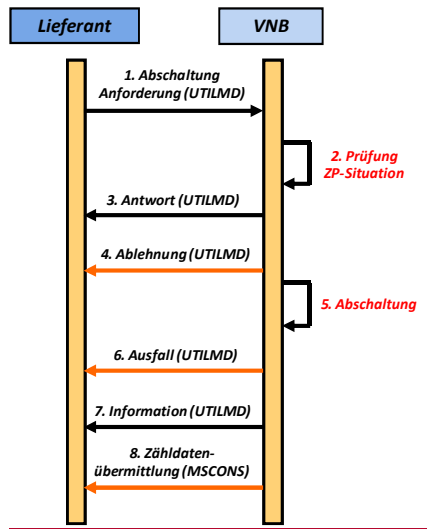 Lieferant
VNB
1. Abschaltung
Anforderung (UTILMD)
2. Prüfung
ZP-Situation
3. Antwort (UTILMD)
4. Ablehnung (UTILMD)
5. Abschaltung
6. Ausfall (UTILMD)
7. Information (UTILMD)
8. Zähldaten-
übermittlung (MSCONS)